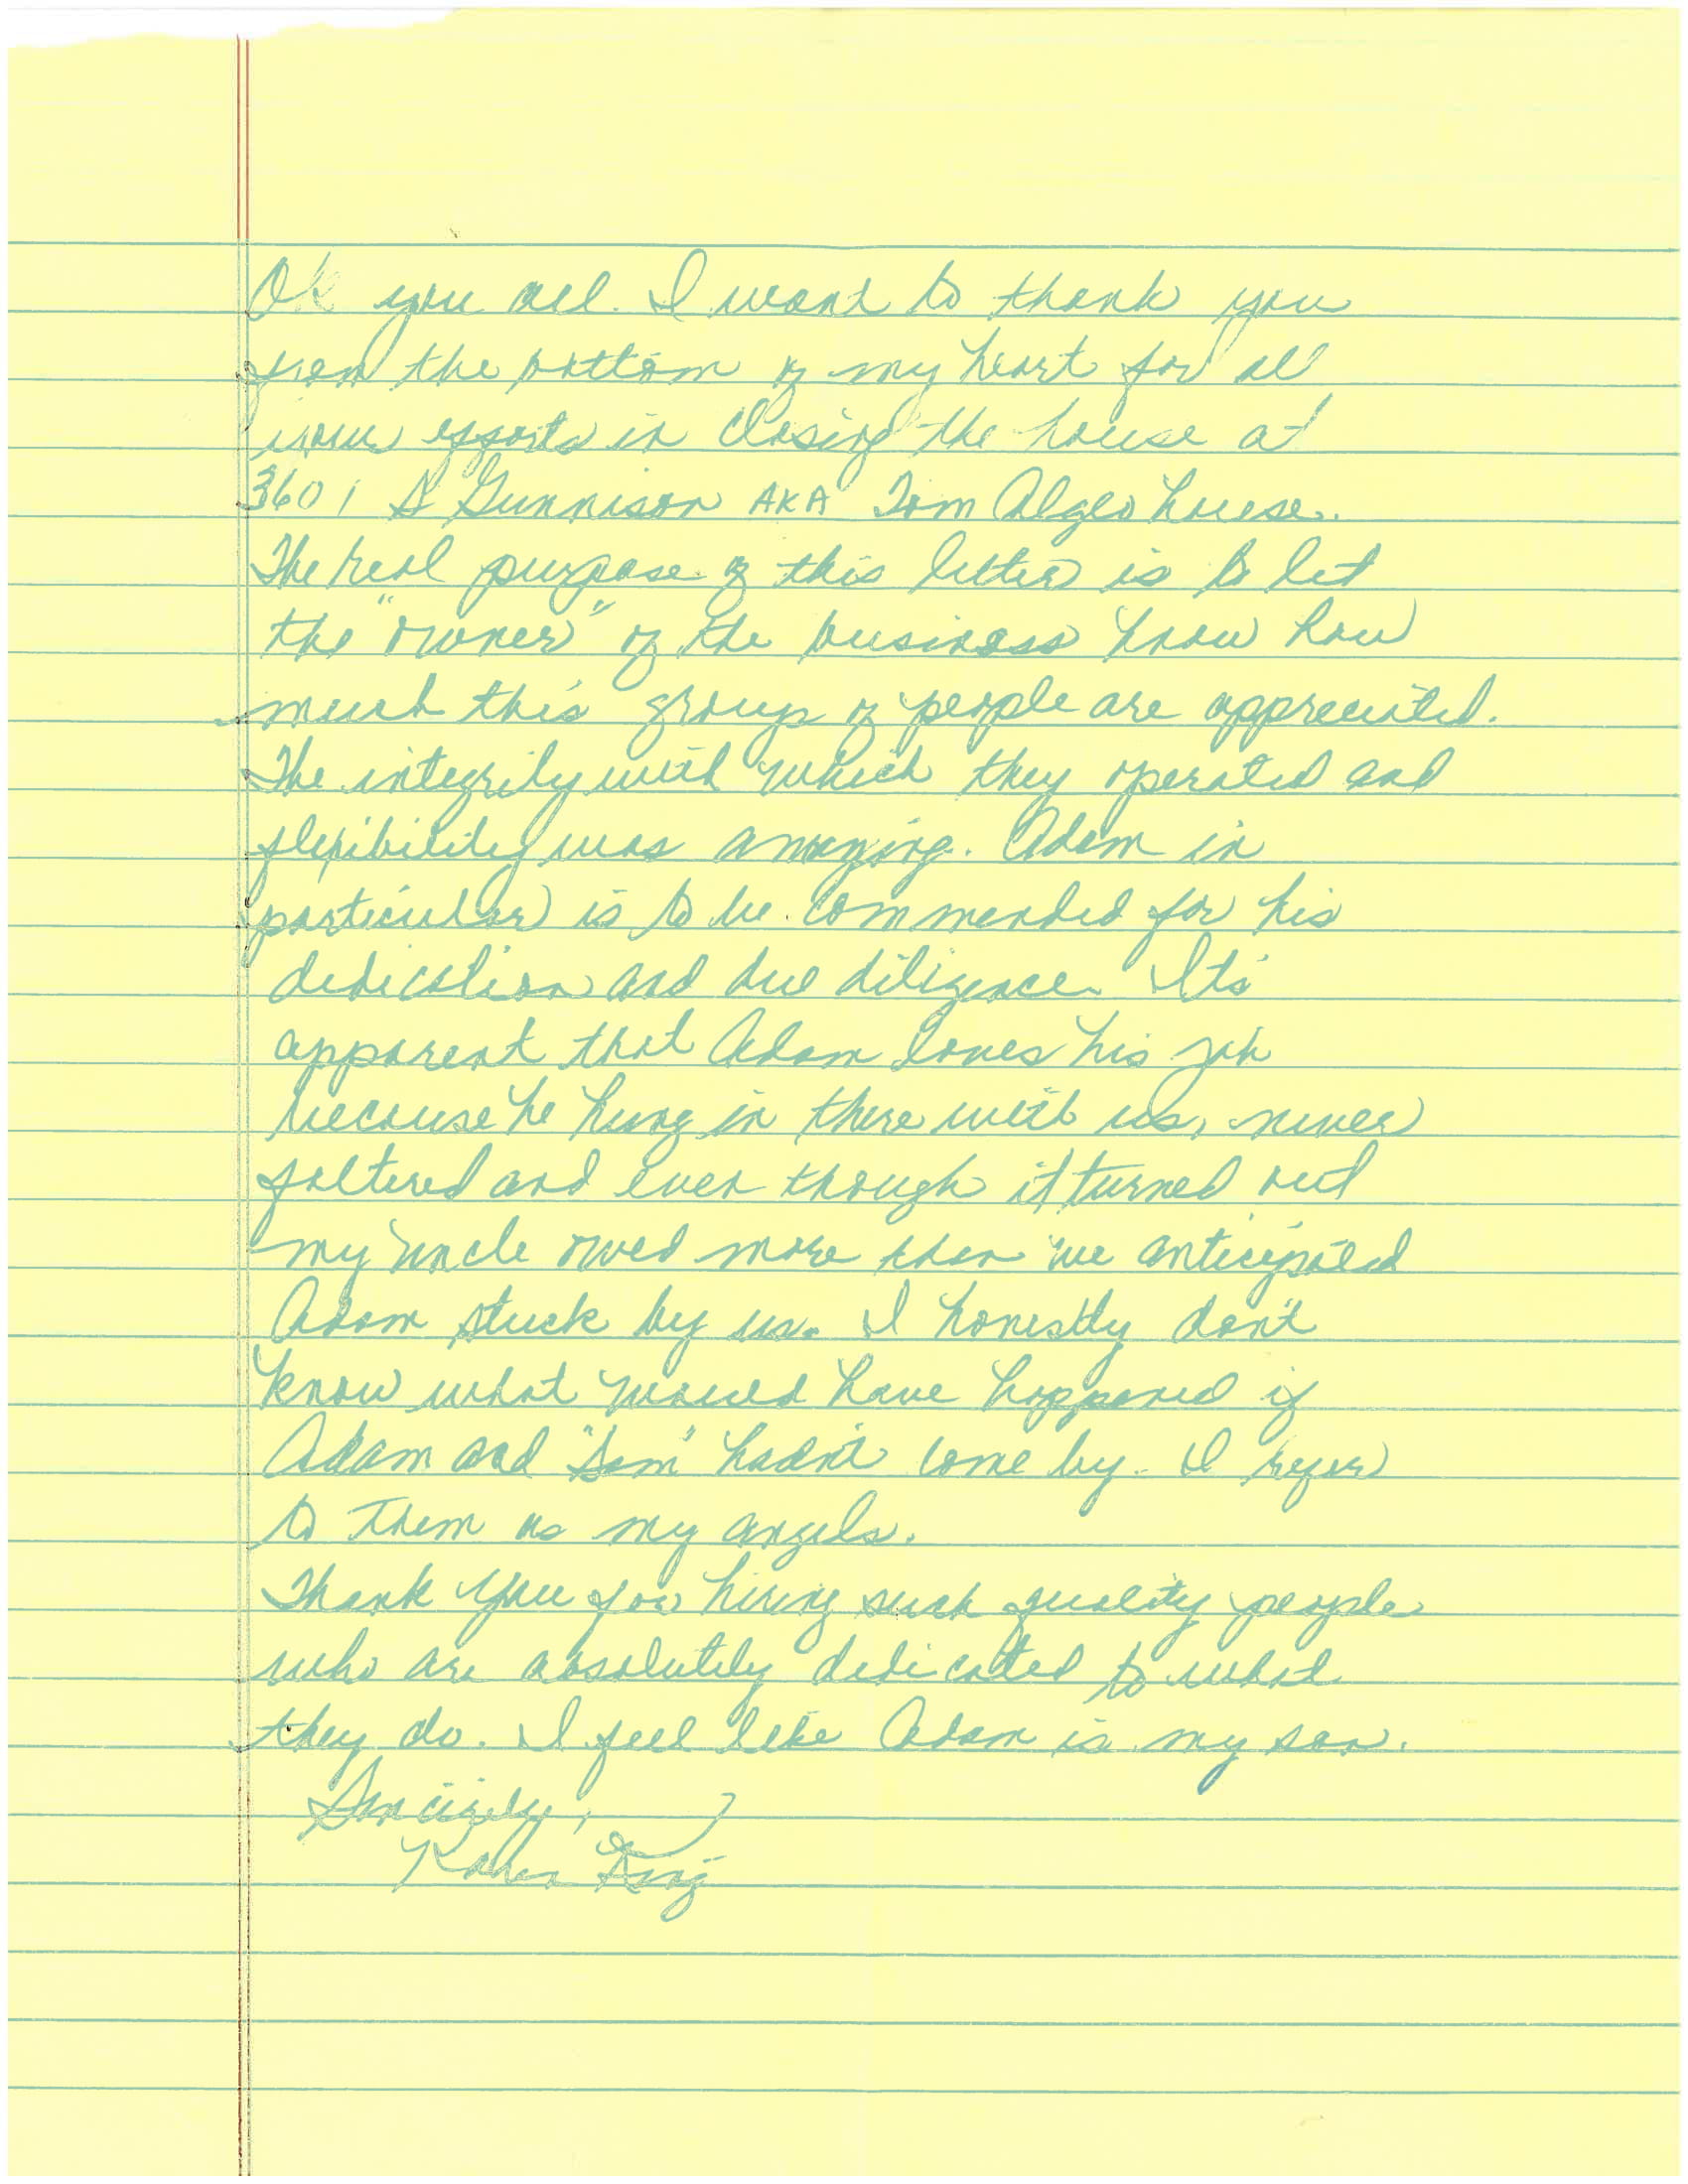 Ok you all. I want to thank you
from the bottom of my heart for all
your efforts in closing the house at
3601 S Gunnison AKA Tom Algeo house.
The real purpose of this letter is to let
the "owner" of the business know how
much this group of people are appreciated.
The integrity with which they operated and
flexibility was amazing. Adam in
particular is to be commended for his
dedication and due diligence. It's
apparent that Adam loves his job
because he hung in there with us, never
faltered and even though it turned out
my uncle owed more than we anticipated
Adam stuck by us. I honestly don't
know what would have happened if
Adam and "Sam" hadn't come by. I refer
to them as my angels.
Thank you for hiring such quality people
who are absolutely dedicated to what
they do. I feel like Adam is my son.
Sincerely,
Karen